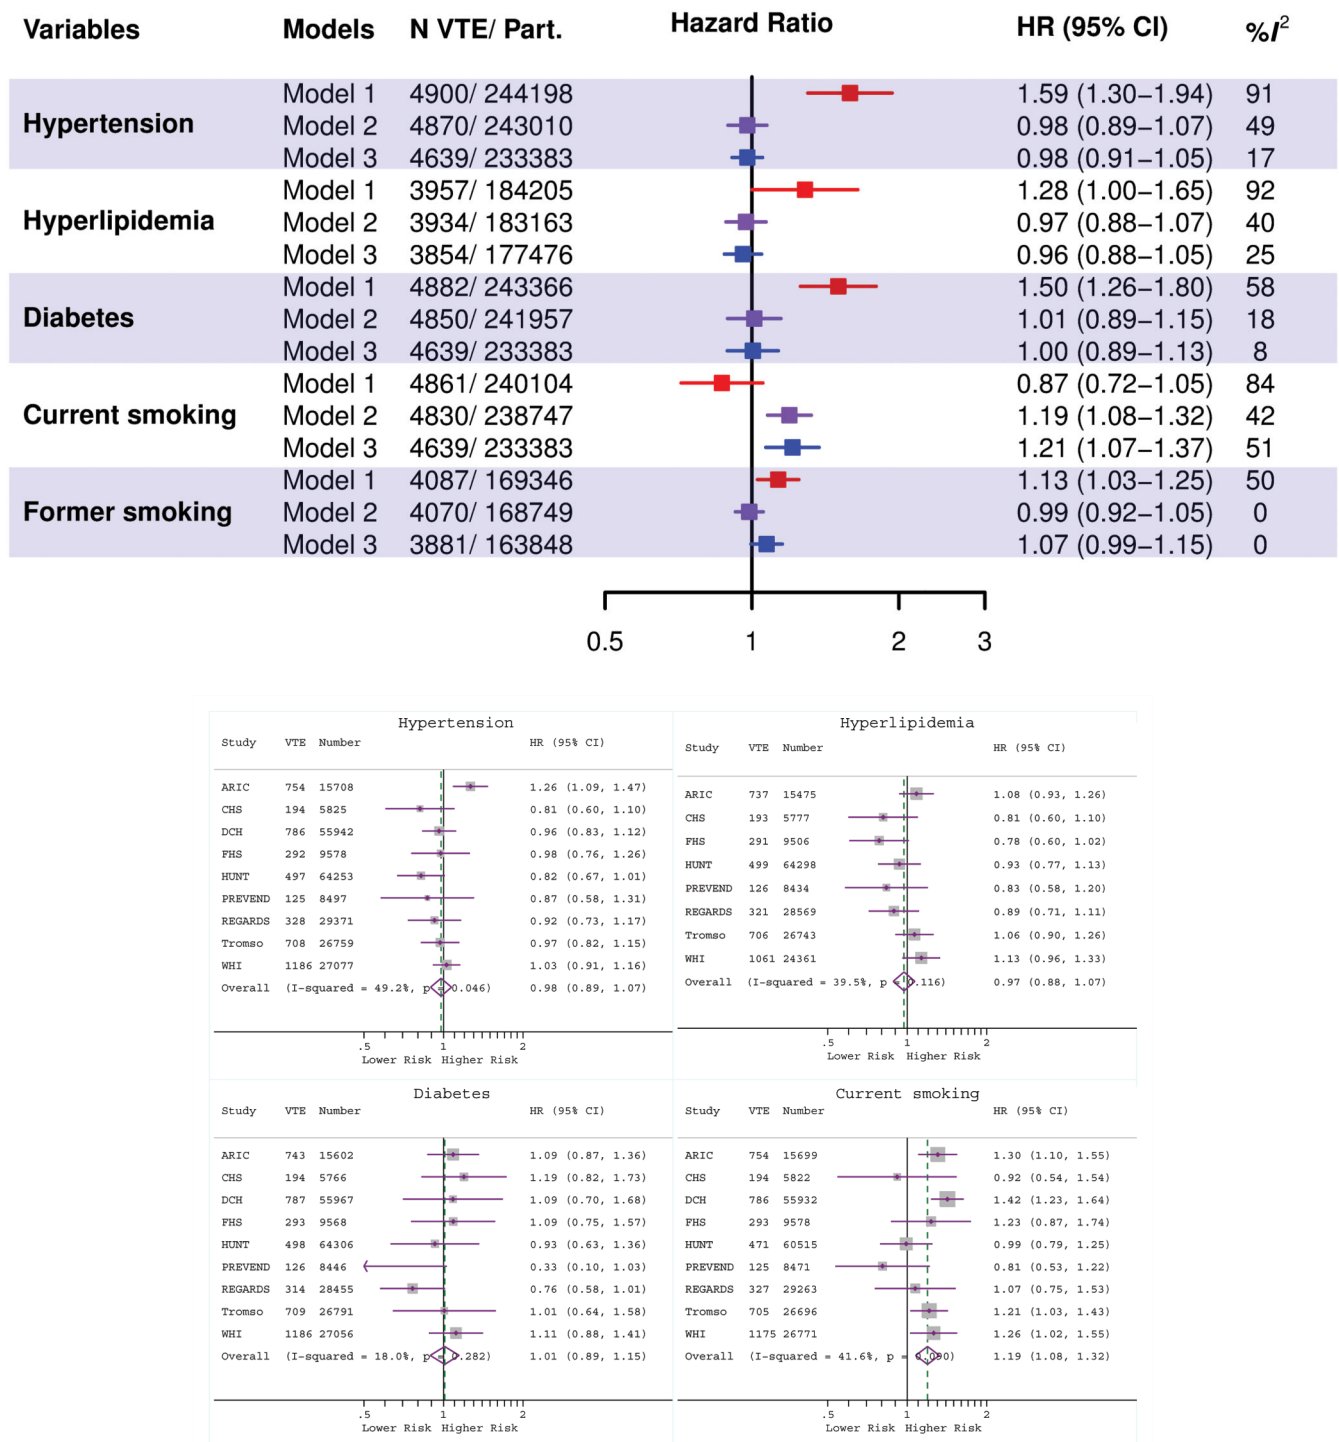 Variables Models N VTE/ Part. Hazard Ratio HR (95% CI) %I²
Model 1 4900/ 244198 1.59 (1.30−1.94) 91
Hypertension Model 2 4870/ 243010 0.98 (0.89−1.07) 49
Model 3 4639/ 233383 0.98 (0.91−1.05) 17
Model 1 3957/ 184205 1.28 (1.00−1.65) 92
Hyperlipidemia Model 2 3934/ 183163 0.97 (0.88−1.07) 40
Model 3 3854/ 177476 0.96 (0.88−1.05) 25
Model 1 4882/ 243366 1.50 (1.26−1.80) 58
Diabetes Model 2 4850/ 241957 1.01 (0.89−1.15) 18
Model 3 4639/ 233383 1.00 (0.89−1.13) 8
Model 1 4861/ 240104 0.87 (0.72−1.05) 84
Current smoking Model 2 4830/ 238747 1.19 (1.08−1.32) 42
Model 3 4639/ 233383 1.21 (1.07−1.37) 51
Model 1 4087/ 169346 1.13 (1.03−1.25) 50
Former smoking Model 2 4070/ 168749 0.99 (0.92−1.05) 0
Model 3 3881/ 163848 1.07 (0.99−1.15) 0
0.5 1 2 3
Hypertension
Study VTE Number HR (95% CI)
ARIC 754 15708 1.26 (1.09, 1.47)
CHS 194 5825 0.81 (0.60, 1.10)
DCH 786 55942 0.96 (0.83, 1.12)
FHS 292 9578 0.98 (0.76, 1.26)
HUNT 497 64253 0.82 (0.67, 1.01)
PREVEND 125 8497 0.87 (0.58, 1.31)
REGARDS 328 29371 0.92 (0.73, 1.17)
Tromso 708 26759 0.97 (0.82, 1.15)
WHI 1186 27077 1.03 (0.91, 1.16)
Overall (I-squared = 49.2%, p = 0.046) 0.98 (0.89, 1.07)
.5 1 2
Lower Risk Higher Risk
Hyperlipidemia
Study VTE Number HR (95% CI)
ARIC 737 15475 1.08 (0.93, 1.26)
CHS 193 5777 0.81 (0.60, 1.10)
FHS 291 9506 0.78 (0.60, 1.02)
HUNT 499 64298 0.93 (0.77, 1.13)
PREVEND 126 8434 0.83 (0.58, 1.20)
REGARDS 321 28569 0.89 (0.71, 1.11)
Tromso 706 26743 1.06 (0.90, 1.26)
WHI 1061 24361 1.13 (0.96, 1.33)
Overall (I-squared = 39.5%, p = 0.116) 0.97 (0.88, 1.07)
.5 1 2
Lower Risk Higher Risk
Diabetes
Study VTE Number HR (95% CI)
ARIC 743 15602 1.09 (0.87, 1.36)
CHS 194 5766 1.19 (0.82, 1.73)
DCH 787 55967 1.09 (0.70, 1.68)
FHS 293 9568 1.09 (0.75, 1.57)
HUNT 498 64306 0.93 (0.63, 1.36)
PREVEND 126 8446 0.33 (0.10, 1.03)
REGARDS 314 28455 0.76 (0.58, 1.01)
Tromso 709 26791 1.01 (0.64, 1.58)
WHI 1186 27056 1.11 (0.88, 1.41)
Overall (I-squared = 18.0%, p = 0.282) 1.01 (0.89, 1.15)
.5 1 2
Lower Risk Higher Risk
Current smoking
Study VTE Number HR (95% CI)
ARIC 754 15699 1.30 (1.10, 1.55)
CHS 194 5822 0.92 (0.54, 1.54)
DCH 786 55932 1.42 (1.23, 1.64)
FHS 293 9578 1.23 (0.87, 1.74)
HUNT 471 60515 0.99 (0.79, 1.25)
PREVEND 125 8471 0.81 (0.53, 1.22)
REGARDS 327 29263 1.07 (0.75, 1.53)
Tromso 705 26696 1.21 (1.03, 1.43)
WHI 1175 26771 1.26 (1.02, 1.55)
Overall (I-squared = 41.6%, p = 0.090) 1.19 (1.08, 1.32)
.5 1 2
Lower Risk Higher Risk